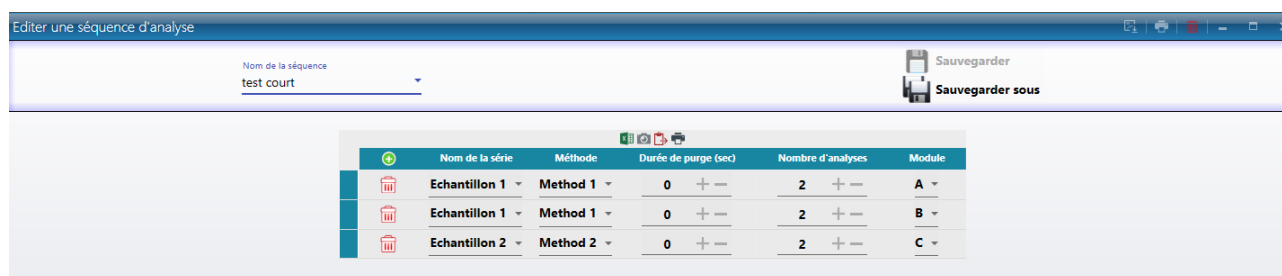 Editer une séquence d'analyse
Nom de la séquence
test court
Sauvegarder
Sauvegarder sous
Nom de la série Méthode Durée de purge (sec) Nombre d'analyses Module
Echantillon 1 Method 1 0 2 A
Echantillon 1 Method 1 0 2 B
Echantillon 2 Method 2 0 2 C